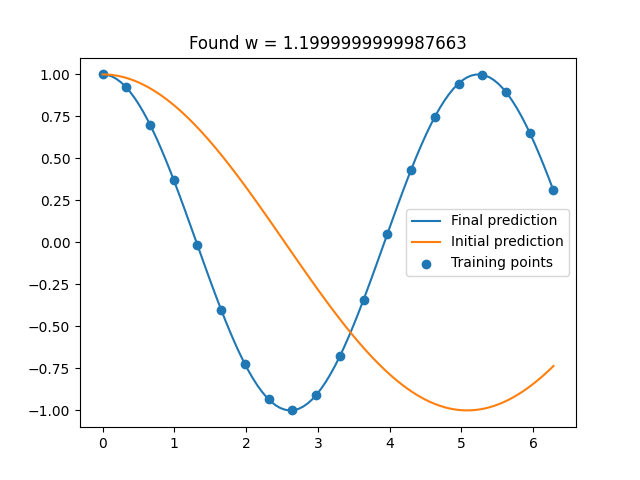 Found w = 1.1999999999987663
1.00
0.75
0.50
0.25
0.00
−0.25
−0.50
−0.75
−1.00
Final prediction
Initial prediction
Training points
0 1 2 3 4 5 6